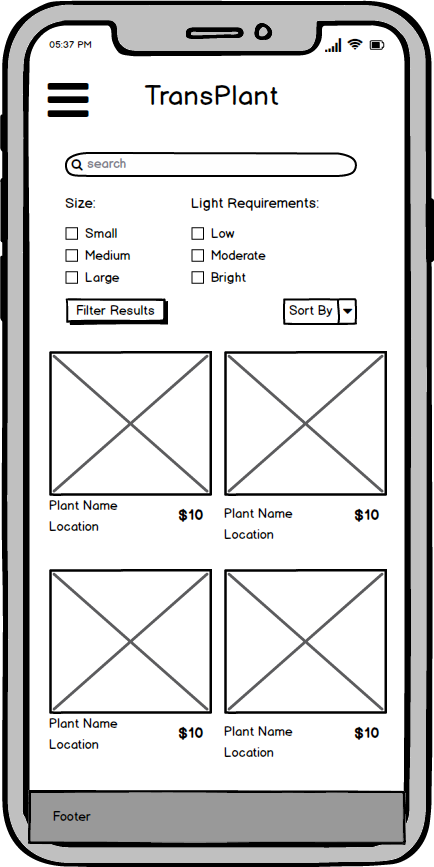 05:37 PM
TransPlant
search
Size:
Light Requirements:
Small
Low
Medium
Moderate
Large
Bright
Filter Results
Sort By
Plant Name
$10
Location
Plant Name
$10
Location
Plant Name
$10
Location
Plant Name
$10
Location
Footer